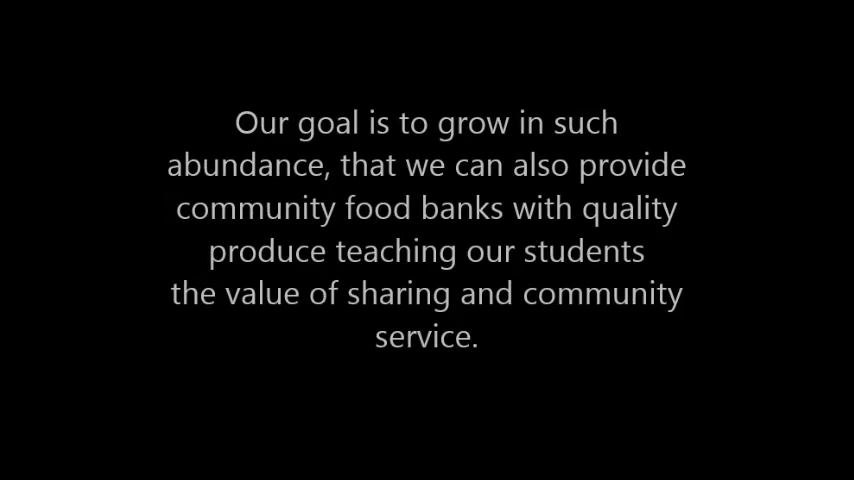 Our goal is to grow in such
abundance, that we can also provide
community food banks with quality
produce teaching our students
the value of sharing and community
service.